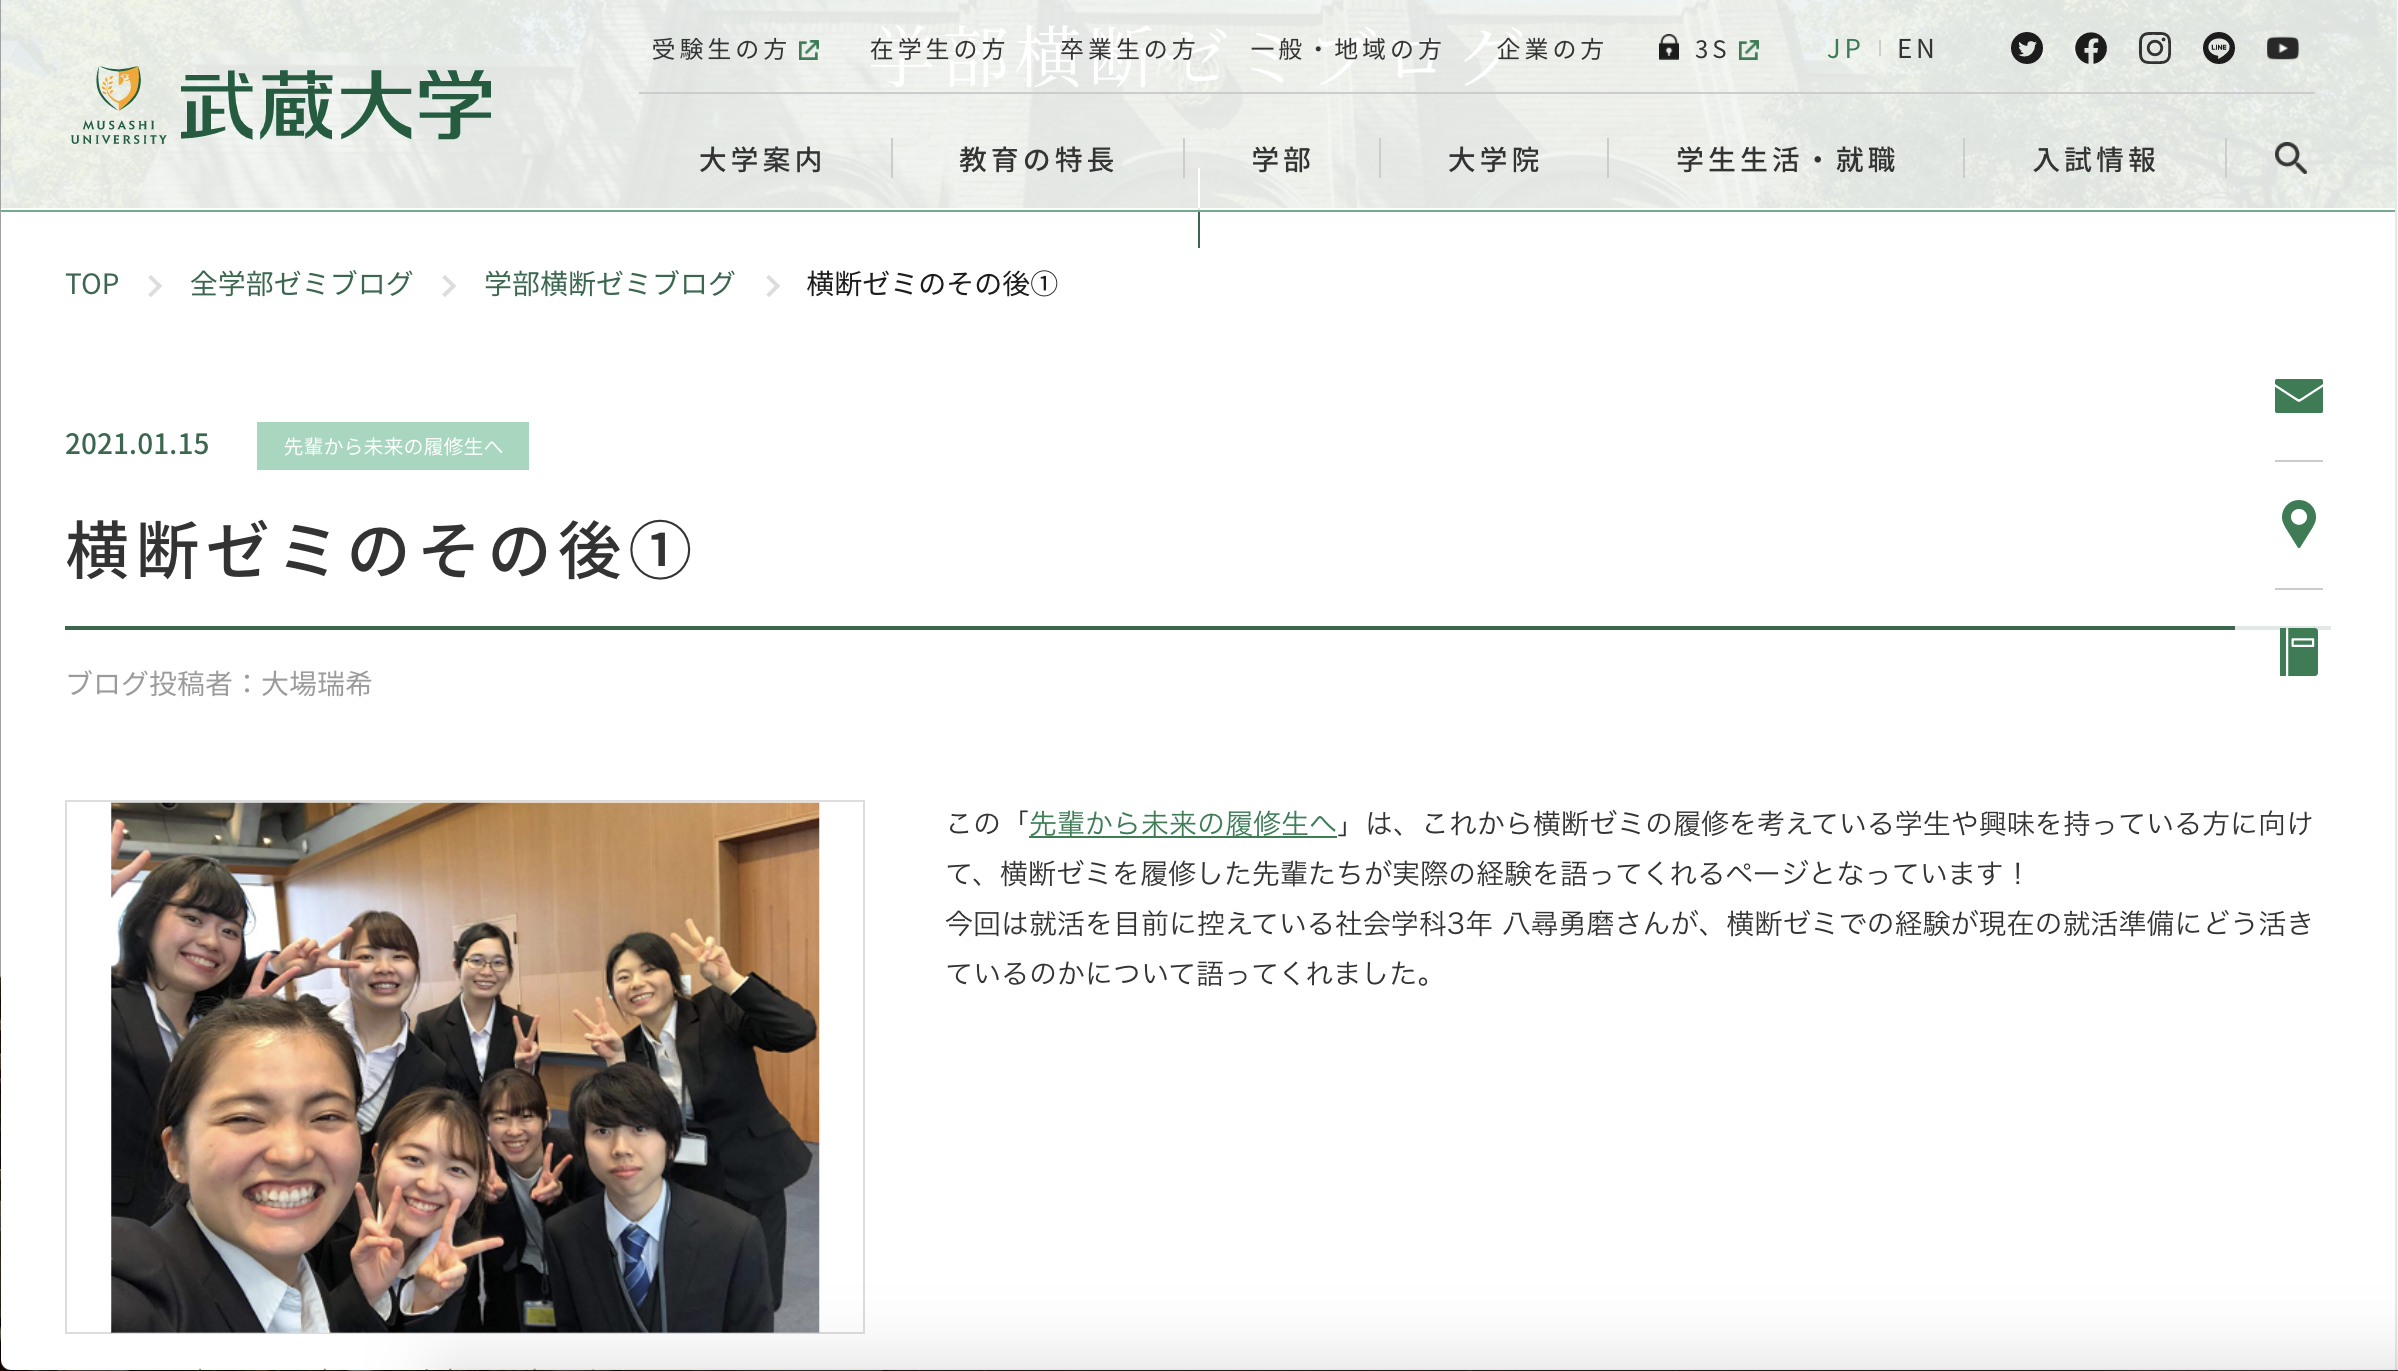 学部横断ゼミブログ
受験生の方 在学生の方 卒業生の方 一般・地域の方 企業の方 3S JP EN
LINE
MUSASHI
UNIVERSITY
武蔵大学
大学案内 教育の特長 学部 大学院 学生生活・就職 入試情報
TOP 全学部ゼミブログ 学部横断ゼミブログ 横断ゼミのその後①
2021.01.15 先輩から未来の履修生へ
横断ゼミのその後①
ブログ投稿者：大場瑞希
この「先輩から未来の履修生へ」は、これから横断ゼミの履修を考えている学生や興味を持っている方に向け
て、横断ゼミを履修した先輩たちが実際の経験を語ってくれるページとなっています！
今回は就活を目前に控えている社会学科3年 八尋勇磨さんが、横断ゼミでの経験が現在の就活準備にどう活き
ているのかについて語ってくれました。